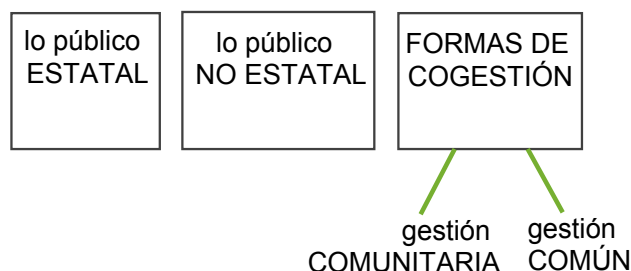 lo público
ESTATAL
lo público
NO ESTATAL
FORMAS DE
COGESTIÓN
gestión
COMUNITARIA
gestión
COMÚN